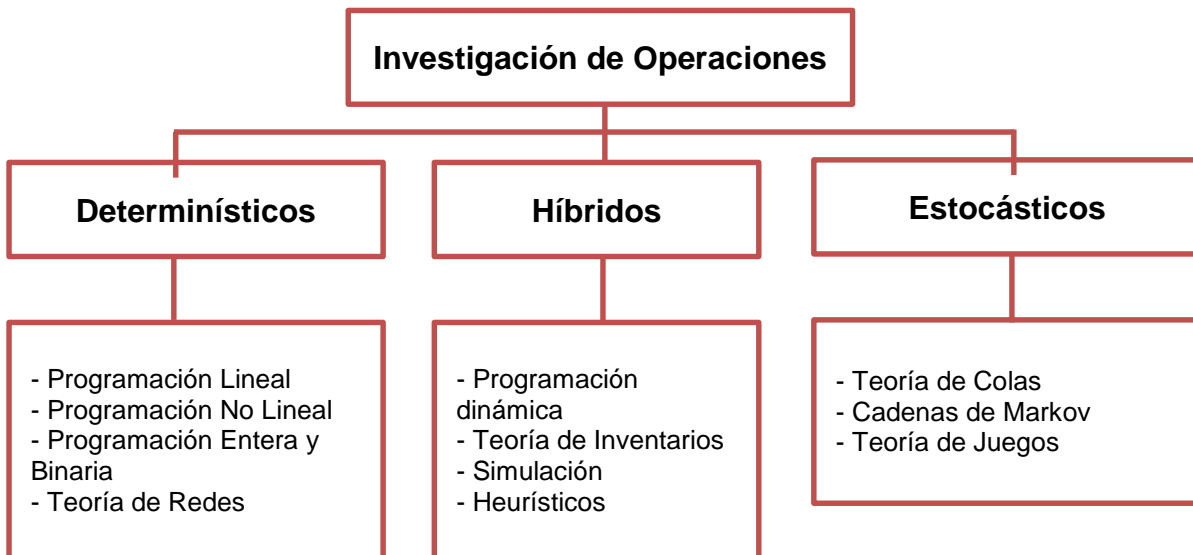 Investigación de Operaciones
Determinísticos
Híbridos
Estocásticos
- Programación Lineal
- Programación No Lineal
- Programación Entera y
Binaria
- Teoría de Redes
- Programación
dinámica
- Teoría de Inventarios
- Simulación
- Heurísticos
- Teoría de Colas
- Cadenas de Markov
- Teoría de Juegos